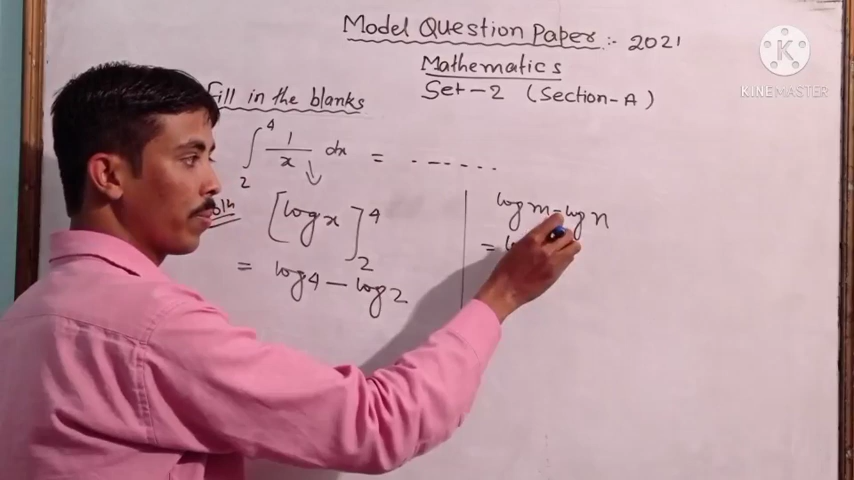 Model Question Paper :- 2021
Mathematics
Set-2 (Section-A)
Fill in the blanks
∫₂⁴ 1/x dx = . . - - . . .
[log x]₂⁴
= log 4 - log 2
log m - log n
=
K
KINEMASTER